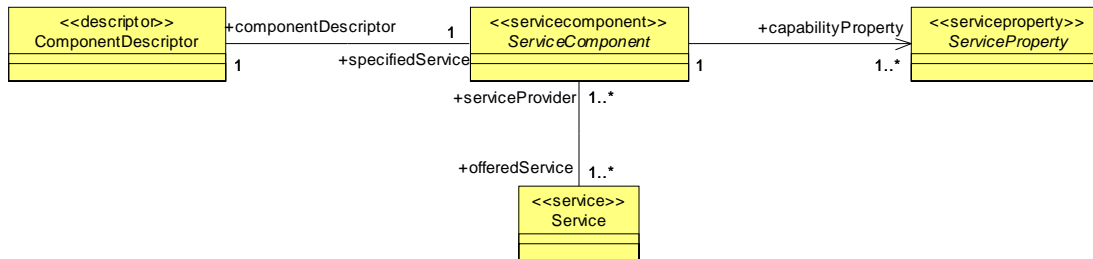 <<descriptor>>
ComponentDescriptor
+componentDescriptor
1
1
+specifiedService
<<servicecomponent>>
ServiceComponent
+capabilityProperty
1
1..*
<<serviceproperty>>
ServiceProperty
+serviceProvider
1..*
+offeredService
1..*
<<service>>
Service